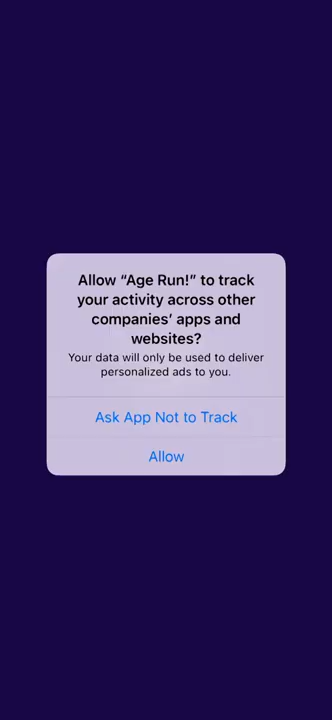 Allow “Age Run!” to track
your activity across other
companies’ apps and
websites?
Your data will only be used to deliver
personalized ads to you.
Ask App Not to Track
Allow